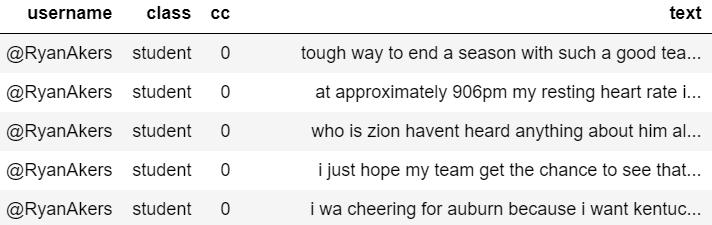 username class cc text
@RyanAkers student 0 tough way to end a season with such a good tea...
@RyanAkers student 0 at approximately 906pm my resting heart rate i...
@RyanAkers student 0 who is zion havent heard anything about him al...
@RyanAkers student 0 i just hope my team get the chance to see that...
@RyanAkers student 0 i wa cheering for auburn because i want kentuc...